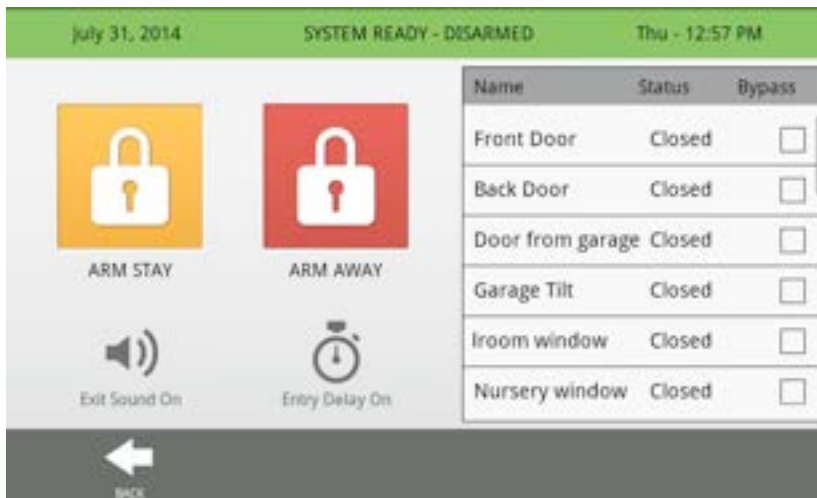 July 31, 2014 SYSTEM READY - DISARMED Thu - 12:57 PM
Name Status Bypass
Front Door Closed
Back Door Closed
Door from garage Closed
Garage Tilt Closed
lroom window Closed
Nursery window Closed
ARM STAY ARM AWAY
Exit Sound On Entry Delay On
BACK